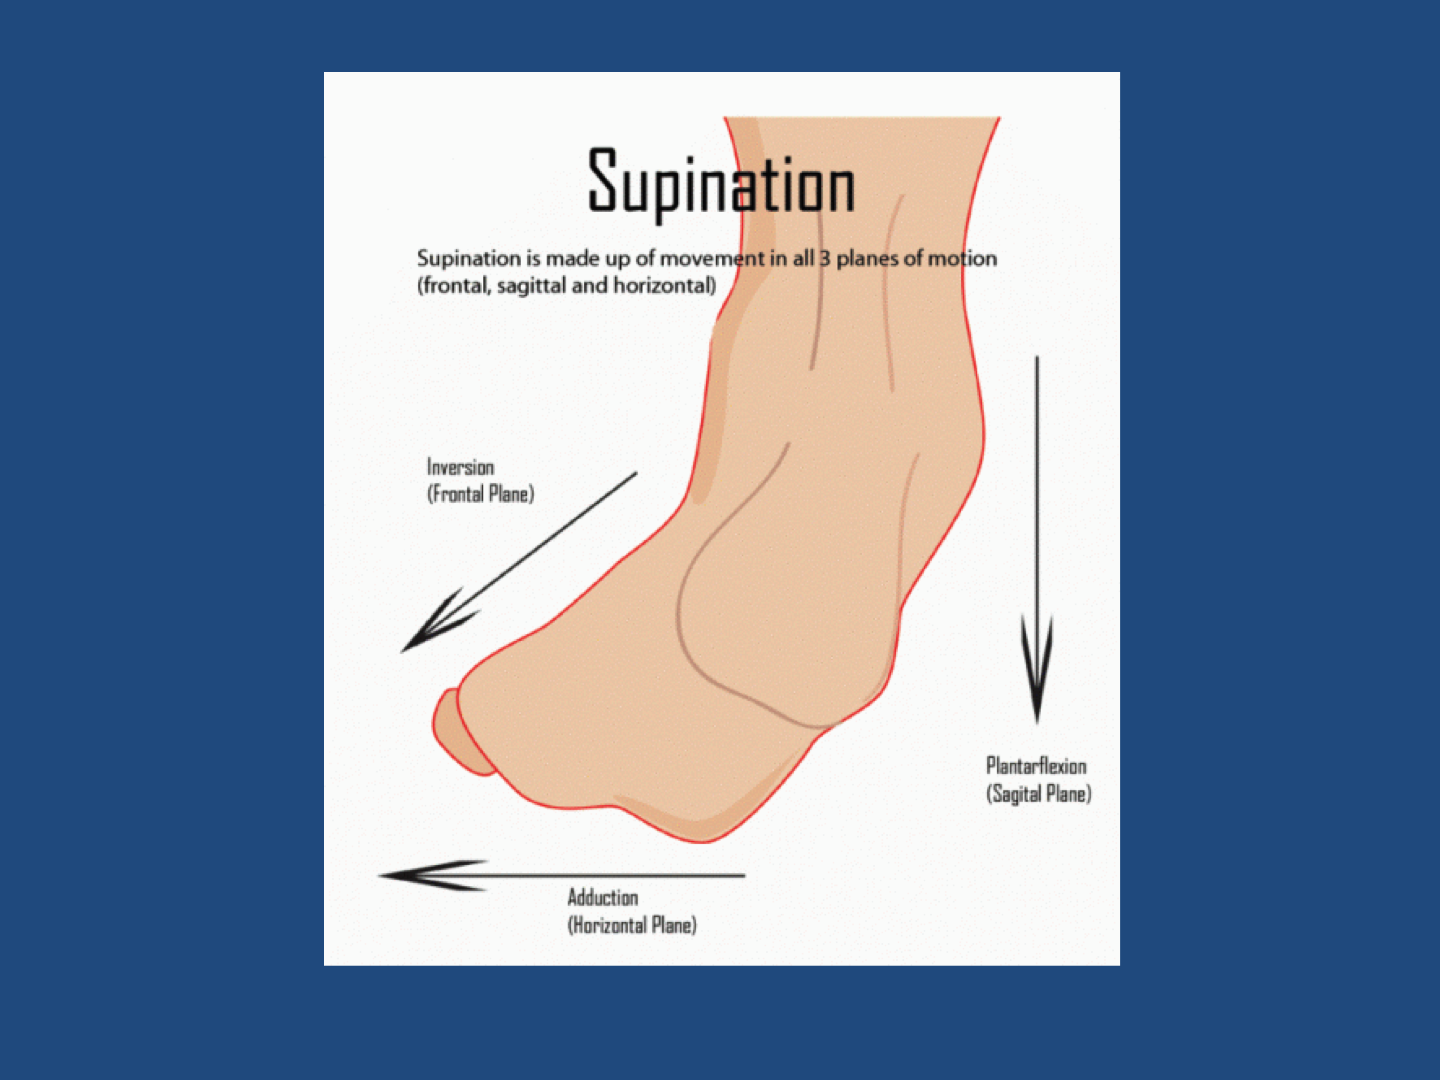 Supination
Supination is made up of movement in all 3 planes of motion
(frontal, sagittal and horizontal)
Inversion
(Frontal Plane)
Plantarflexion
(Sagital Plane)
Adduction
(Horizontal Plane)